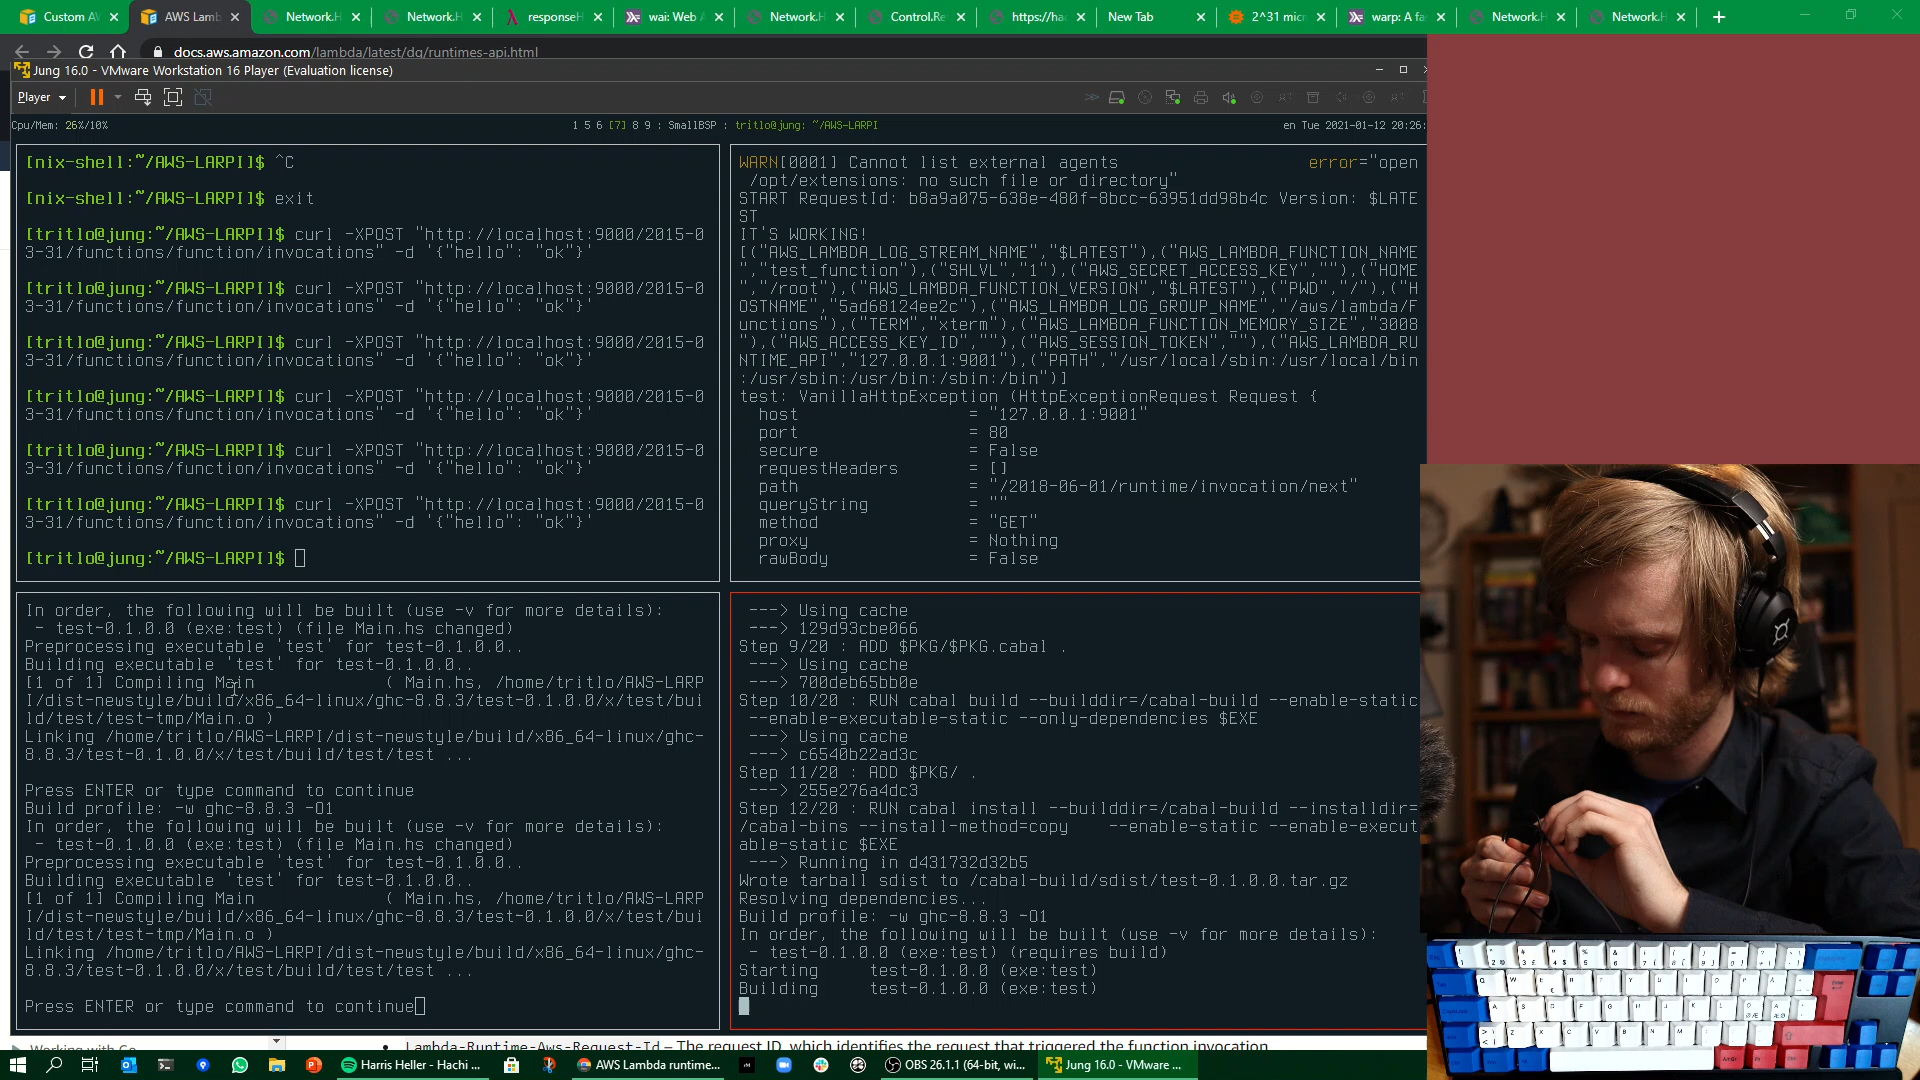 Custom AV
AWS Lamb
Network.H
Network.H
responseH
wai: Web A
Network.H
Control.Re
https://hac
New Tab
2^31 micr
warp: A fa
Network.H
Network.H
docs.aws.amazon.com/lambda/latest/dg/runtimes-api.html
Jung 16.0 - VMware Workstation 16 Player (Evaluation license)
Player
Cpu/Mem: 26%/10%
1 5 6 [7] 8 9 : SmallBSP : tritlo@jung: ~/AWS-LARPI
en Tue 2021-01-12 20:26:
[nix-shell:~/AWS-LARPI]$ ^C
[nix-shell:~/AWS-LARPI]$ exit
[tritlo@jung:~/AWS-LARPI]$ curl -XPOST "http://localhost:9000/2015-0
3-31/functions/function/invocations" -d '{"hello": "ok"}'
[tritlo@jung:~/AWS-LARPI]$ curl -XPOST "http://localhost:9000/2015-0
3-31/functions/function/invocations" -d '{"hello": "ok"}'
[tritlo@jung:~/AWS-LARPI]$ curl -XPOST "http://localhost:9000/2015-0
3-31/functions/function/invocations" -d '{"hello": "ok"}'
[tritlo@jung:~/AWS-LARPI]$ curl -XPOST "http://localhost:9000/2015-0
3-31/functions/function/invocations" -d '{"hello": "ok"}'
[tritlo@jung:~/AWS-LARPI]$ curl -XPOST "http://localhost:9000/2015-0
3-31/functions/function/invocations" -d '{"hello": "ok"}'
[tritlo@jung:~/AWS-LARPI]$ curl -XPOST "http://localhost:9000/2015-0
3-31/functions/function/invocations" -d '{"hello": "ok"}'
[tritlo@jung:~/AWS-LARPI]$
WARN[0001] Cannot list external agents error="open
/opt/extensions: no such file or directory"
START RequestId: b8a9a075-638e-480f-8bcc-63951dd98b4c Version: $LATE
ST
IT'S WORKING!
[("AWS_LAMBDA_LOG_STREAM_NAME","$LATEST"),("AWS_LAMBDA_FUNCTION_NAME
","test_function"),("SHLVL","1"),("AWS_SECRET_ACCESS_KEY",""),("HOME
","/root"),("AWS_LAMBDA_FUNCTION_VERSION","$LATEST"),("PWD","/"),("H
OSTNAME","5ad68124ee2c"),("AWS_LAMBDA_LOG_GROUP_NAME","/aws/lambda/F
unctions"),("TERM","xterm"),("AWS_LAMBDA_FUNCTION_MEMORY_SIZE","3008
"),("AWS_ACCESS_KEY_ID",""),("AWS_SESSION_TOKEN",""),("AWS_LAMBDA_RU
NTIME_API","127.0.0.1:9001"),("PATH","/usr/local/sbin:/usr/local/bin
:/usr/sbin:/usr/bin:/sbin:/bin")]
test: VanillaHttpException (HttpExceptionRequest Request {
host = "127.0.0.1:9001"
port = 80
secure = False
requestHeaders = []
path = "/2018-06-01/runtime/invocation/next"
queryString = ""
method = "GET"
proxy = Nothing
rawBody = False
In order, the following will be built (use -v for more details):
- test-0.1.0.0 (exe:test) (file Main.hs changed)
Preprocessing executable 'test' for test-0.1.0.0..
Building executable 'test' for test-0.1.0.0..
[1 of 1] Compiling Main ( Main.hs, /home/tritlo/AWS-LARP
I/dist-newstyle/build/x86_64-linux/ghc-8.8.3/test-0.1.0.0/x/test/bui
ld/test/test-tmp/Main.o )
Linking /home/tritlo/AWS-LARPI/dist-newstyle/build/x86_64-linux/ghc-
8.8.3/test-0.1.0.0/x/test/build/test/test ...
Press ENTER or type command to continue
Build profile: -w ghc-8.8.3 -O1
In order, the following will be built (use -v for more details):
- test-0.1.0.0 (exe:test) (file Main.hs changed)
Preprocessing executable 'test' for test-0.1.0.0..
Building executable 'test' for test-0.1.0.0..
[1 of 1] Compiling Main ( Main.hs, /home/tritlo/AWS-LARP
I/dist-newstyle/build/x86_64-linux/ghc-8.8.3/test-0.1.0.0/x/test/bui
ld/test/test-tmp/Main.o )
Linking /home/tritlo/AWS-LARPI/dist-newstyle/build/x86_64-linux/ghc-
8.8.3/test-0.1.0.0/x/test/build/test/test ...
Press ENTER or type command to continue
---> Using cache
---> 129d93cbe066
Step 9/20 : ADD $PKG/$PKG.cabal .
---> Using cache
---> 700deb65bb0e
Step 10/20 : RUN cabal build --builddir=/cabal-build --enable-static
--enable-executable-static --only-dependencies $EXE
---> Using cache
---> c6540b22ad3c
Step 11/20 : ADD $PKG/ .
---> 255e276a4dc3
Step 12/20 : RUN cabal install --builddir=/cabal-build --installdir=
/cabal-bins --install-method=copy --enable-static --enable-execut
able-static $EXE
---> Running in d431732d32b5
Wrote tarball sdist to /cabal-build/sdist/test-0.1.0.0.tar.gz
Resolving dependencies...
Build profile: -w ghc-8.8.3 -O1
In order, the following will be built (use -v for more details):
- test-0.1.0.0 (exe:test) (requires build)
Starting test-0.1.0.0 (exe:test)
Building test-0.1.0.0 (exe:test)
Lambda-Runtime-Aws-Request-Id – The request ID, which identifies the request that triggered the function invocation
Harris Heller - Hachi ...
AWS Lambda runtime...
OBS 26.1.1 (64-bit, wi...
Jung 16.0 - VMware ...